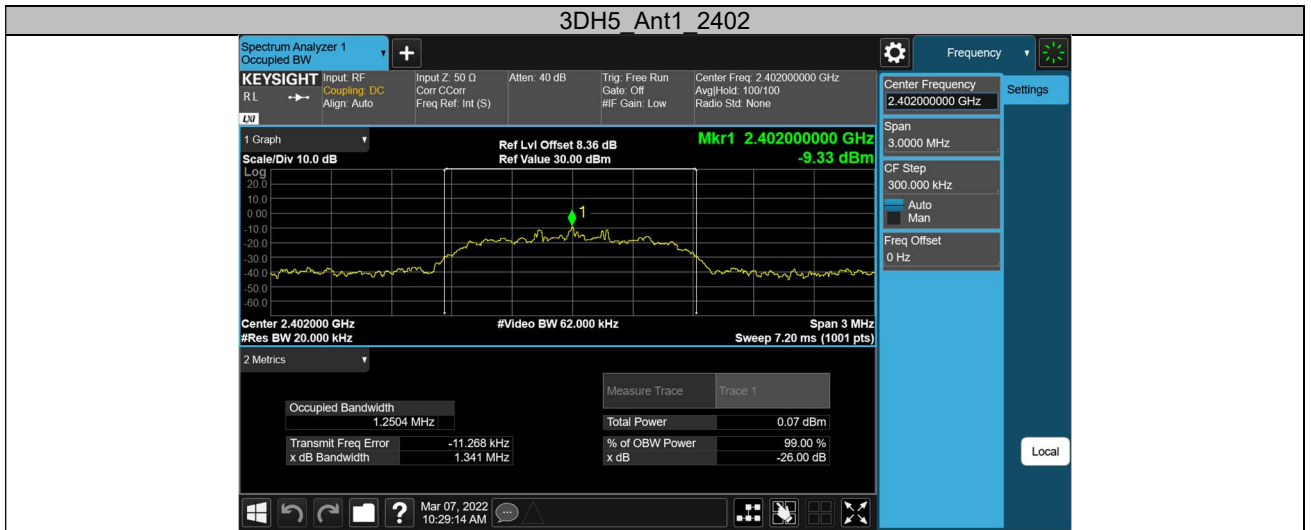 3DH5_Ant1_2402
Spectrum Analyzer 1
Occupied BW
Frequency
KEYSIGHT
R L
LXI
Input: RF
Coupling: DC
Align: Auto
Input Z: 50 Ω
Corr CCorr
Freq Ref: Int (S)
Atten: 40 dB
Trig: Free Run
Gate: Off
#IF Gain: Low
Center Freq: 2.402000000 GHz
Avg|Hold: 100/100
Radio Std: None
Center Frequency
2.402000000 GHz
Settings
Span
3.0000 MHz
CF Step
300.000 kHz
Auto
Man
Freq Offset
0 Hz
Local
1 Graph
Scale/Div 10.0 dB
Ref Lvl Offset 8.36 dB
Ref Value 30.00 dBm
Mkr1 2.402000000 GHz
-9.33 dBm
Log
20.0
10.0
0.00
-10.0
-20.0
-30.0
-40.0
-50.0
-60.0
1
Center 2.402000 GHz
#Video BW 62.000 kHz
Span 3 MHz
#Res BW 20.000 kHz
Sweep 7.20 ms (1001 pts)
2 Metrics
Measure Trace Trace 1
Occupied Bandwidth
1.2504 MHz
Total Power 0.07 dBm
Transmit Freq Error -11.268 kHz
% of OBW Power 99.00 %
x dB Bandwidth 1.341 MHz
x dB -26.00 dB
?
Mar 07, 2022
10:29:14 AM